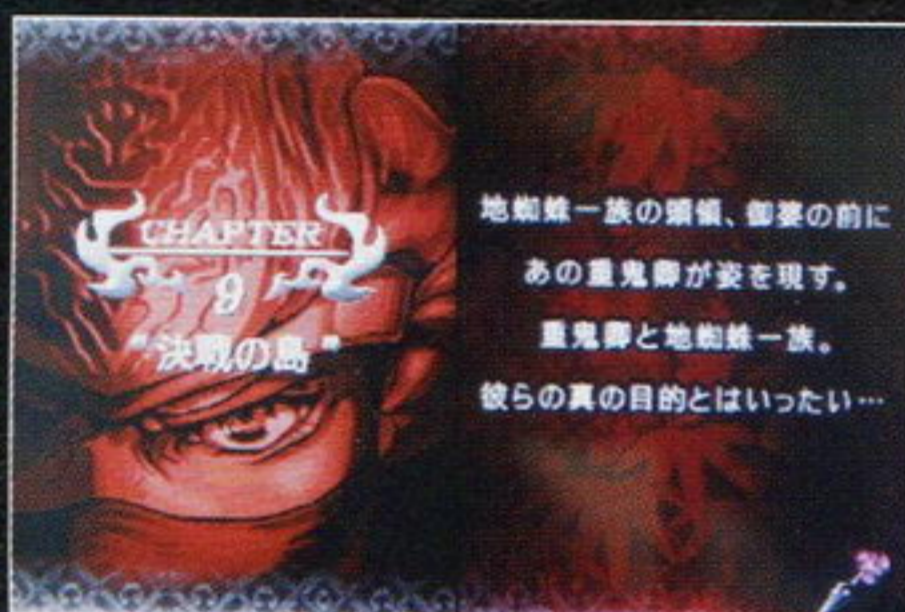 CHAPTER
9
"決戦の島"
地蜘蛛一族の頭領、御婆の前に
あの重鬼卿が姿を現す。
重鬼卿と地蜘蛛一族。
彼らの真の目的とはいったい…